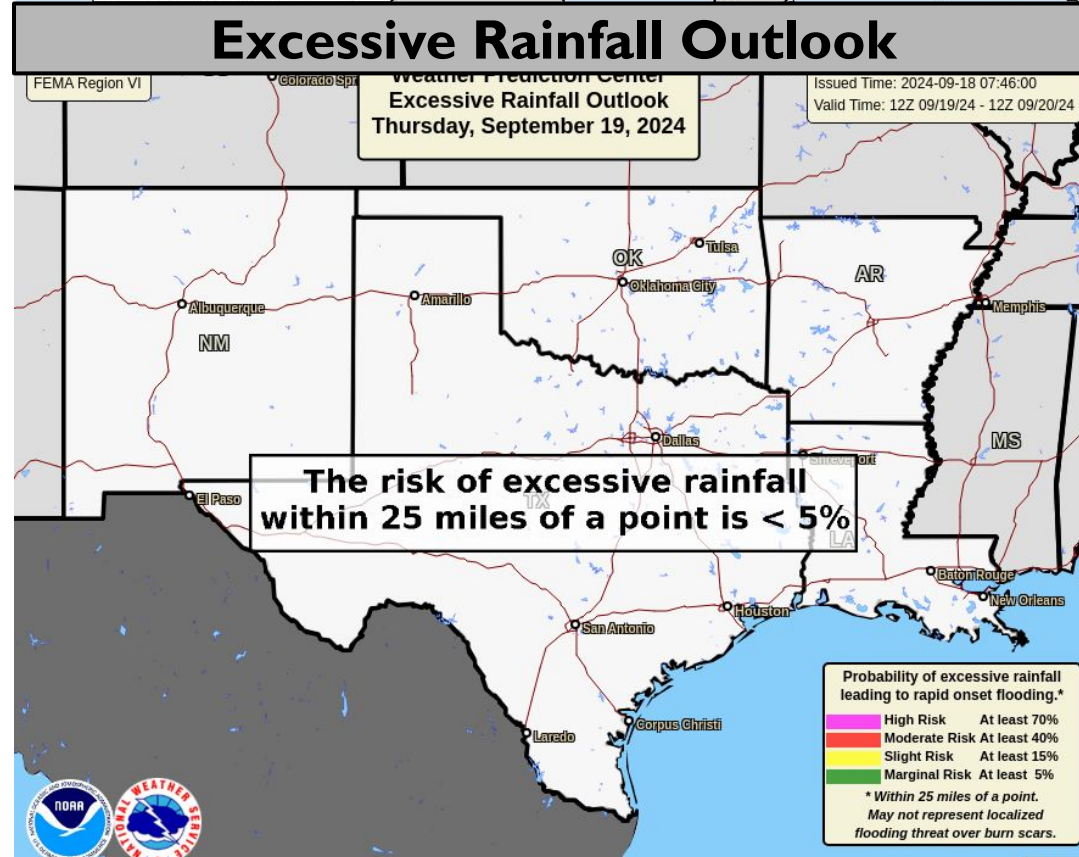 Excessive Rainfall Outlook
FEMA Region VI
Colorado Spr
Weather Prediction Center
Excessive Rainfall Outlook
Thursday, September 19, 2024
Issued Time: 2024-09-18 07:46:00
Valid Time: 12Z 09/19/24 - 12Z 09/20/24
Tulsa
OK
Oklahoma City
AR
Amarillo
Albuquerque
Memphis
NM
Dallas
MS
Shreveport
El Paso
The risk of excessive rainfall
within 25 miles of a point is < 5%
TX
LA
Baton Rouge
New Orleans
Houston
San Antonio
Corpus Christi
Laredo
Probability of excessive rainfall
leading to rapid onset flooding.*
High Risk At least 70%
Moderate Risk At least 40%
Slight Risk At least 15%
Marginal Risk At least 5%
* Within 25 miles of a point.
May not represent localized
flooding threat over burn scars.
NOAA
NATIONAL WEATHER SERVICE